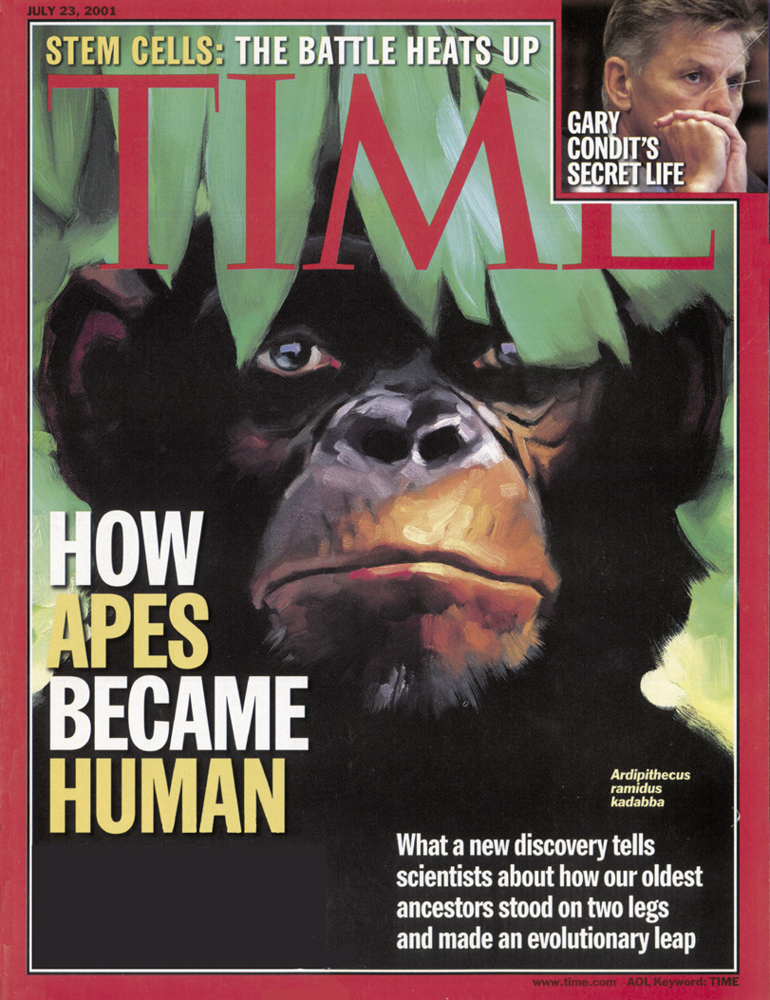 JULY 23, 2001
STEM CELLS: THE BATTLE HEATS UP
TIME
GARY
CONDIT'S
SECRET LIFE
HOW
APES
BECAME
HUMAN
Ardipithecus
ramidus
kadabba
What a new discovery tells
scientists about how our oldest
ancestors stood on two legs
and made an evolutionary leap
www.time.com AOL Keyword: TIME